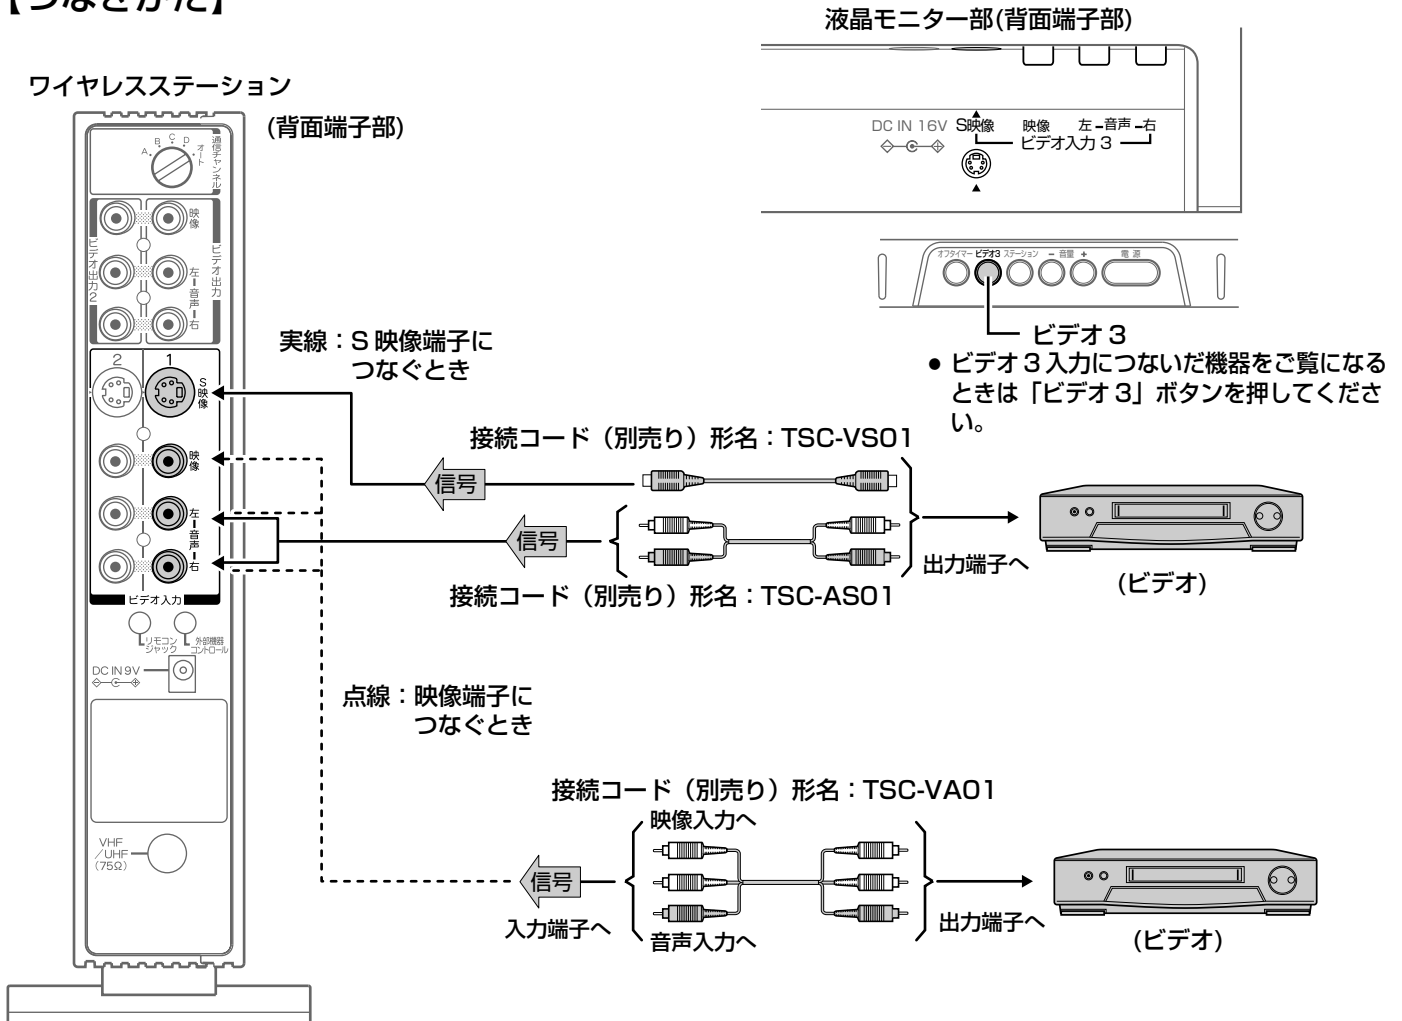 【つなぎかた】
ワイヤレスステーション
(背面端子部)
A
B
C
D
オート
通信チャンネル
映像
左
音声
右
ビデオ出力2
ビデオ出力
2
1
S映像
映像
左
音声
右
ビデオ入力
リモコン
ジャック
外部機器
コントロール
DC IN 9V
VHF
/UHF
(75Ω)
液晶モニター部(背面端子部)
DC IN 16V
S映像
映像
左-音声-右
ビデオ入力 3
オフタイマー
ビデオ3
ステーション
− 音量 +
電源
ビデオ 3
● ビデオ 3 入力につないだ機器をご覧になる
ときは「ビデオ 3」ボタンを押してくださ
い。
実線:S 映像端子に
つなぐとき
接続コード(別売り)形名:TSC-VS01
信号
信号
出力端子へ
(ビデオ)
接続コード(別売り)形名:TSC-AS01
点線:映像端子に
つなぐとき
接続コード(別売り)形名:TSC-VA01
映像入力へ
信号
入力端子へ
音声入力へ
出力端子へ
(ビデオ)